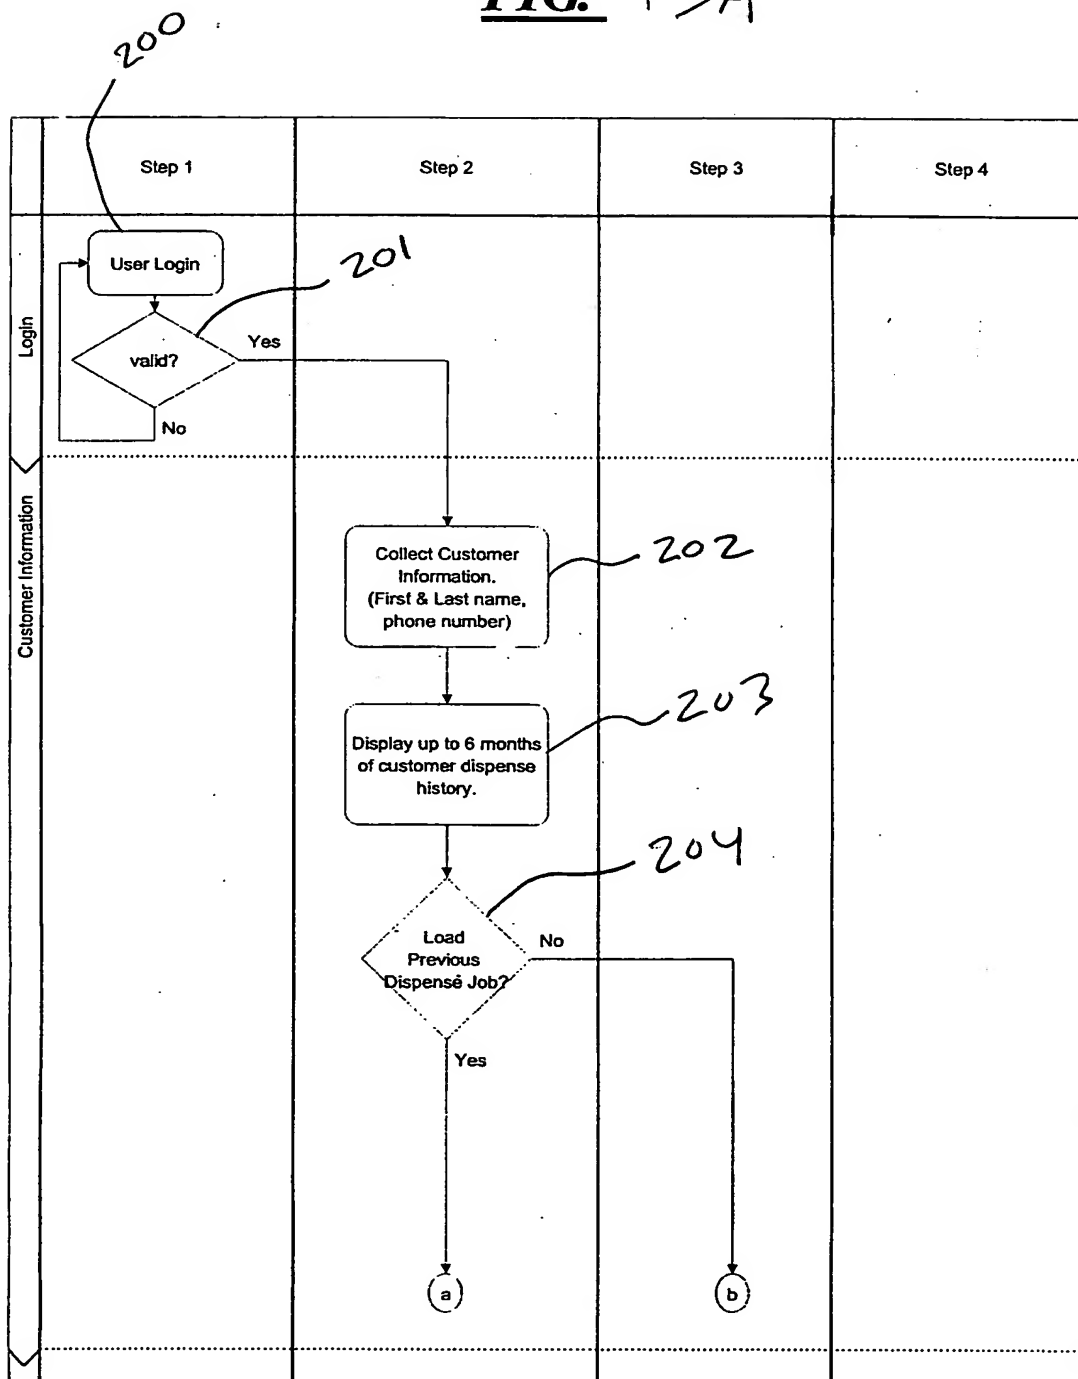 FIG.
200
Step 1
Step 2
Step 3
Step 4
User Login
201
Login
valid?
Yes
No
Customer Information
Collect Customer
Information.
(First & Last name,
phone number)
202
203
Display up to 6 months
of customer dispense
history.
204
Load
Previous
Dispense Job?
No
Yes
a
b